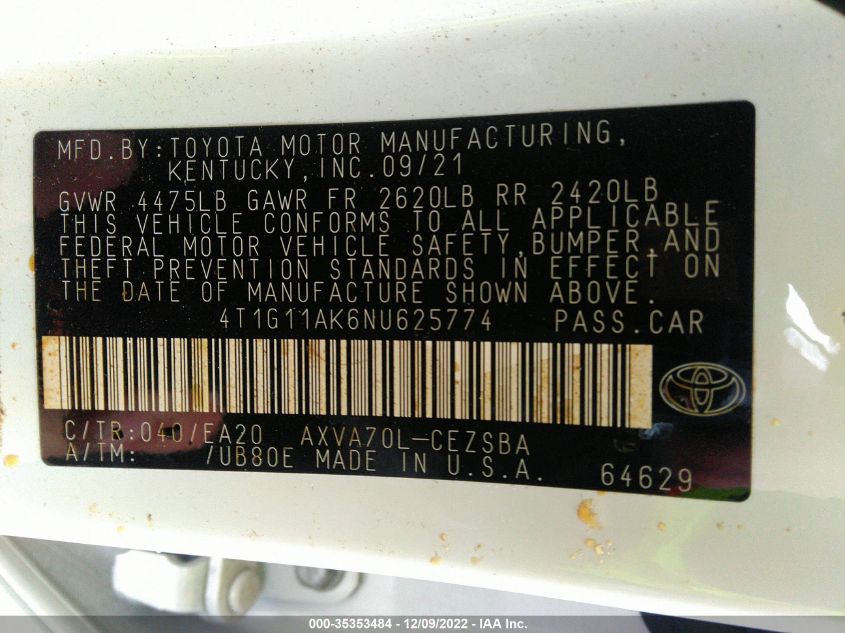 MFD.BY:TOYOTA MOTOR MANUFACTURING,
KENTUCKY,INC.09/21
GVWR 4475LB GAWR FR 2620LB RR 2420LB
THIS VEHICLE CONFORMS TO ALL APPLICABLE
FEDERAL MOTOR VEHICLE SAFETY,BUMPER,AND
THEFT PREVENTION STANDARDS IN EFFECT ON
THE DATE OF MANUFACTURE SHOWN ABOVE.
4T1G11AK6NU625774 PASS.CAR
C/TR:040/EA20 AXVA70L-CEZSBA
A/TM: /UB80E MADE IN U.S.A. 64629
000-35353484 - 12/09/2022 - IAA Inc.